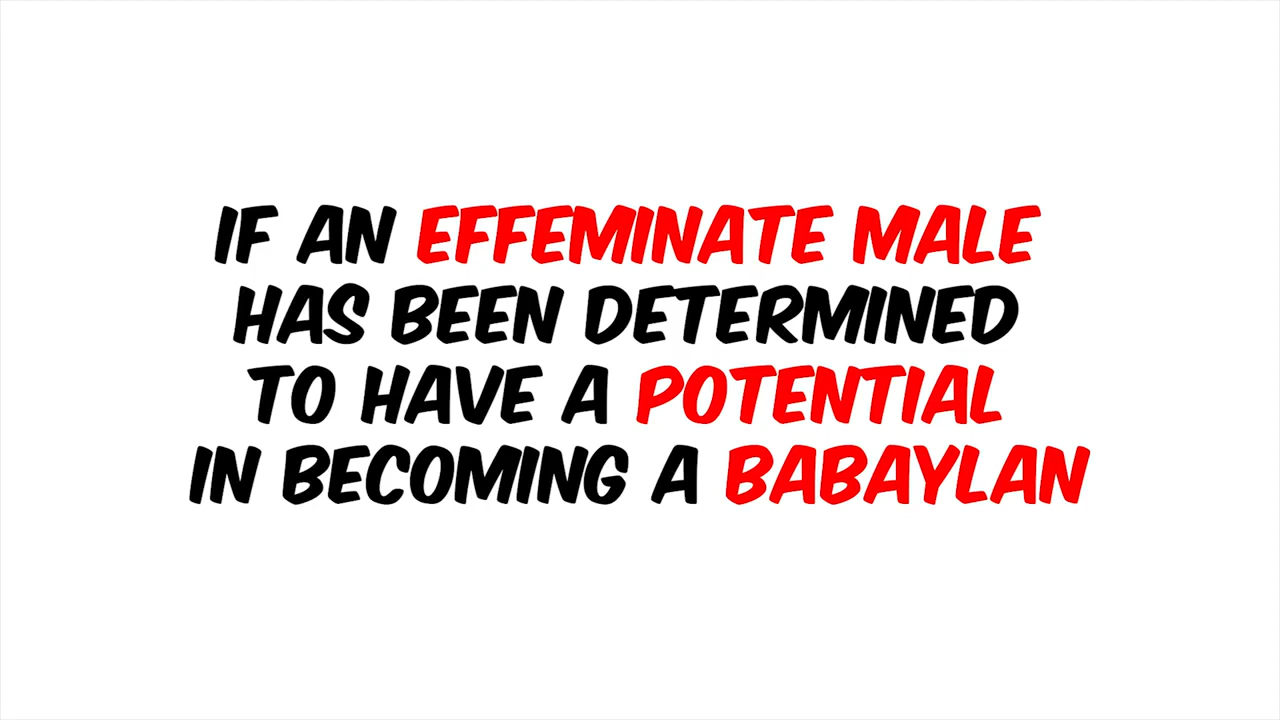 IF AN EFFEMINATE MALE
HAS BEEN DETERMINED
TO HAVE A POTENTIAL
IN BECOMING A BABAYLAN